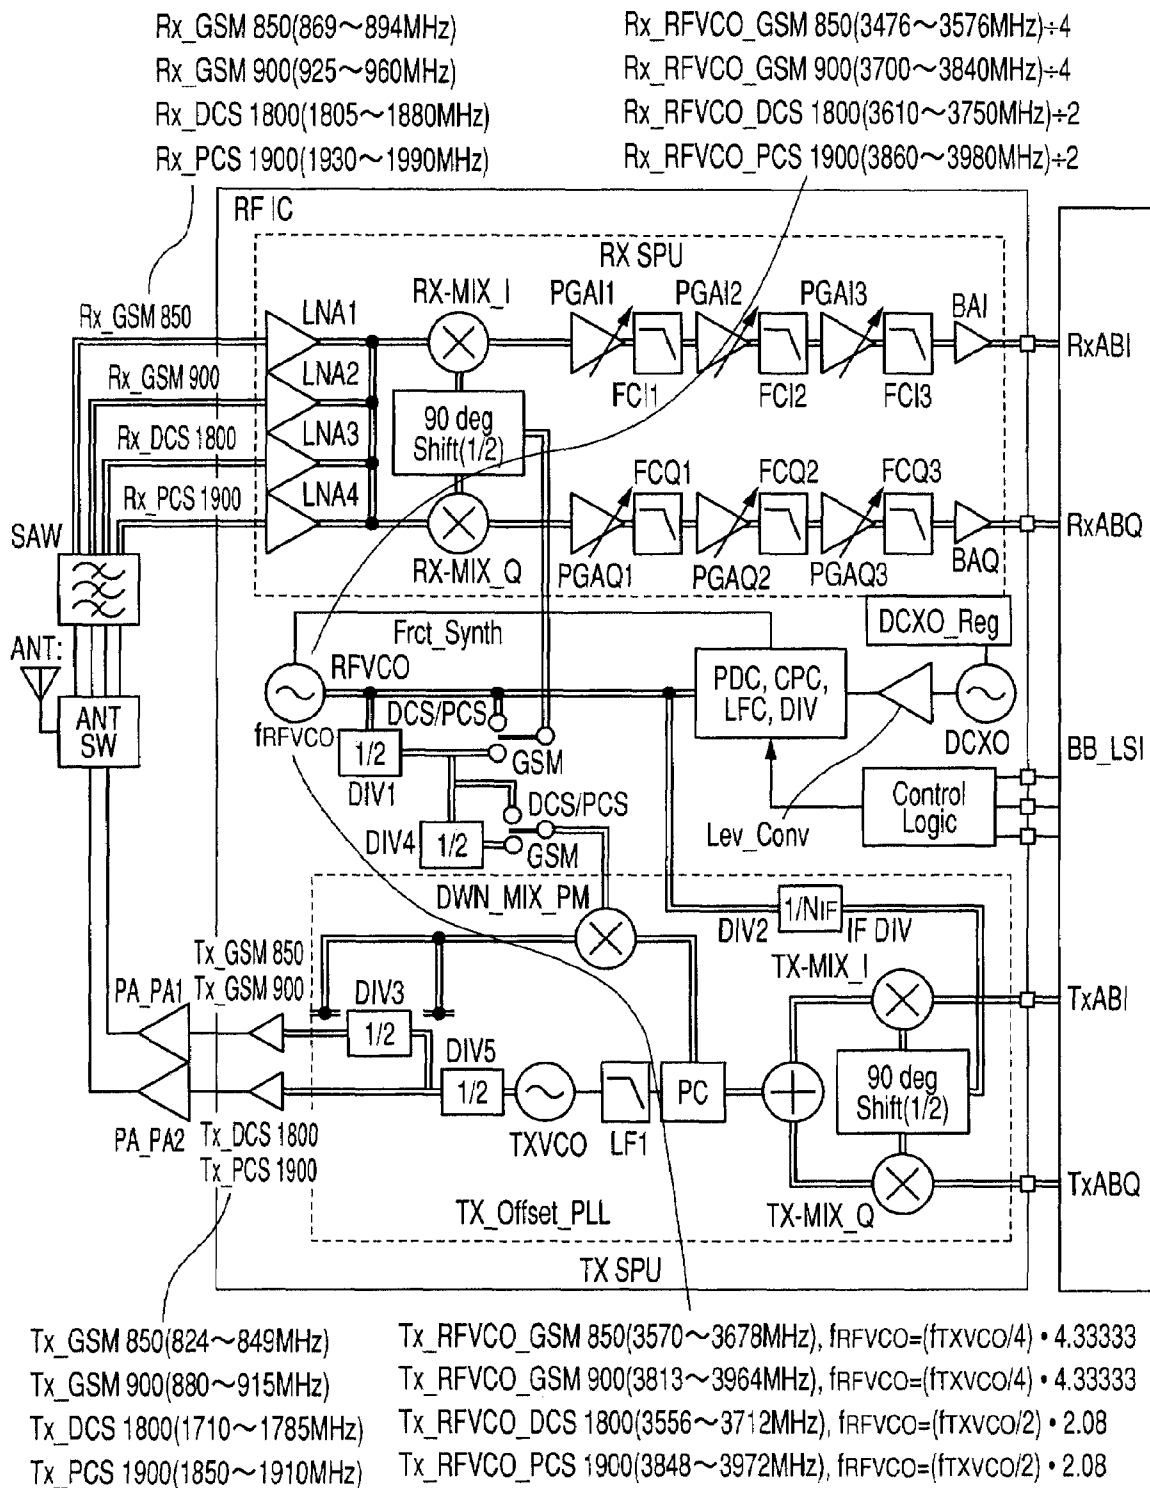 Rx_GSM 850(869～894MHz)
Rx_GSM 900(925～960MHz)
Rx_DCS 1800(1805～1880MHz)
Rx_PCS 1900(1930～1990MHz)
Rx_RFVCO_GSM 850(3476～3576MHz)÷4
Rx_RFVCO_GSM 900(3700～3840MHz)÷4
Rx_RFVCO_DCS 1800(3610～3750MHz)÷2
Rx_RFVCO_PCS 1900(3860～3980MHz)÷2
RF IC
RX SPU
RX-MIX_I
PGAI1
PGAI2
PGAI3
BAI
Rx_GSM 850
LNA1
RxABI
Rx_GSM 900
LNA2
FCI1
FCI2
FCI3
90 deg
Shift(1/2)
Rx_DCS 1800
LNA3
Rx_PCS 1900
LNA4
FCQ1
FCQ2
FCQ3
RxABQ
SAW
RX-MIX_Q
PGAQ1
PGAQ2
PGAQ3
BAQ
DCXO_Reg
Frct_Synth
ANT:
RFVCO
PDC, CPC,
LFC, DIV
ANT
SW
fRFVCO
DCS/PCS
1/2
GSM
DCXO
BB_LSI
DIV1
DCS/PCS
Control
Logic
DIV4
1/2
GSM
Lev_Conv
DWN_MIX_PM
DIV2
1/NIF
IF DIV
Tx_GSM 850
Tx_GSM 900
TX-MIX_I
PA_PA1
DIV3
TxABI
1/2
DIV5
1/2
PC
90 deg
Shift(1/2)
PA_PA2
Tx_DCS 1800
Tx_PCS 1900
TXVCO
LF1
TxABQ
TX_Offset_PLL
TX-MIX_Q
TX SPU
Tx_GSM 850(824～849MHz)
Tx_GSM 900(880～915MHz)
Tx_DCS 1800(1710～1785MHz)
Tx_PCS 1900(1850～1910MHz)
Tx_RFVCO_GSM 850(3570～3678MHz), fRFVCO=(fTXVCO/4) • 4.33333
Tx_RFVCO_GSM 900(3813～3964MHz), fRFVCO=(fTXVCO/4) • 4.33333
Tx_RFVCO_DCS 1800(3556～3712MHz), fRFVCO=(fTXVCO/2) • 2.08
Tx_RFVCO_PCS 1900(3848～3972MHz), fRFVCO=(fTXVCO/2) • 2.08